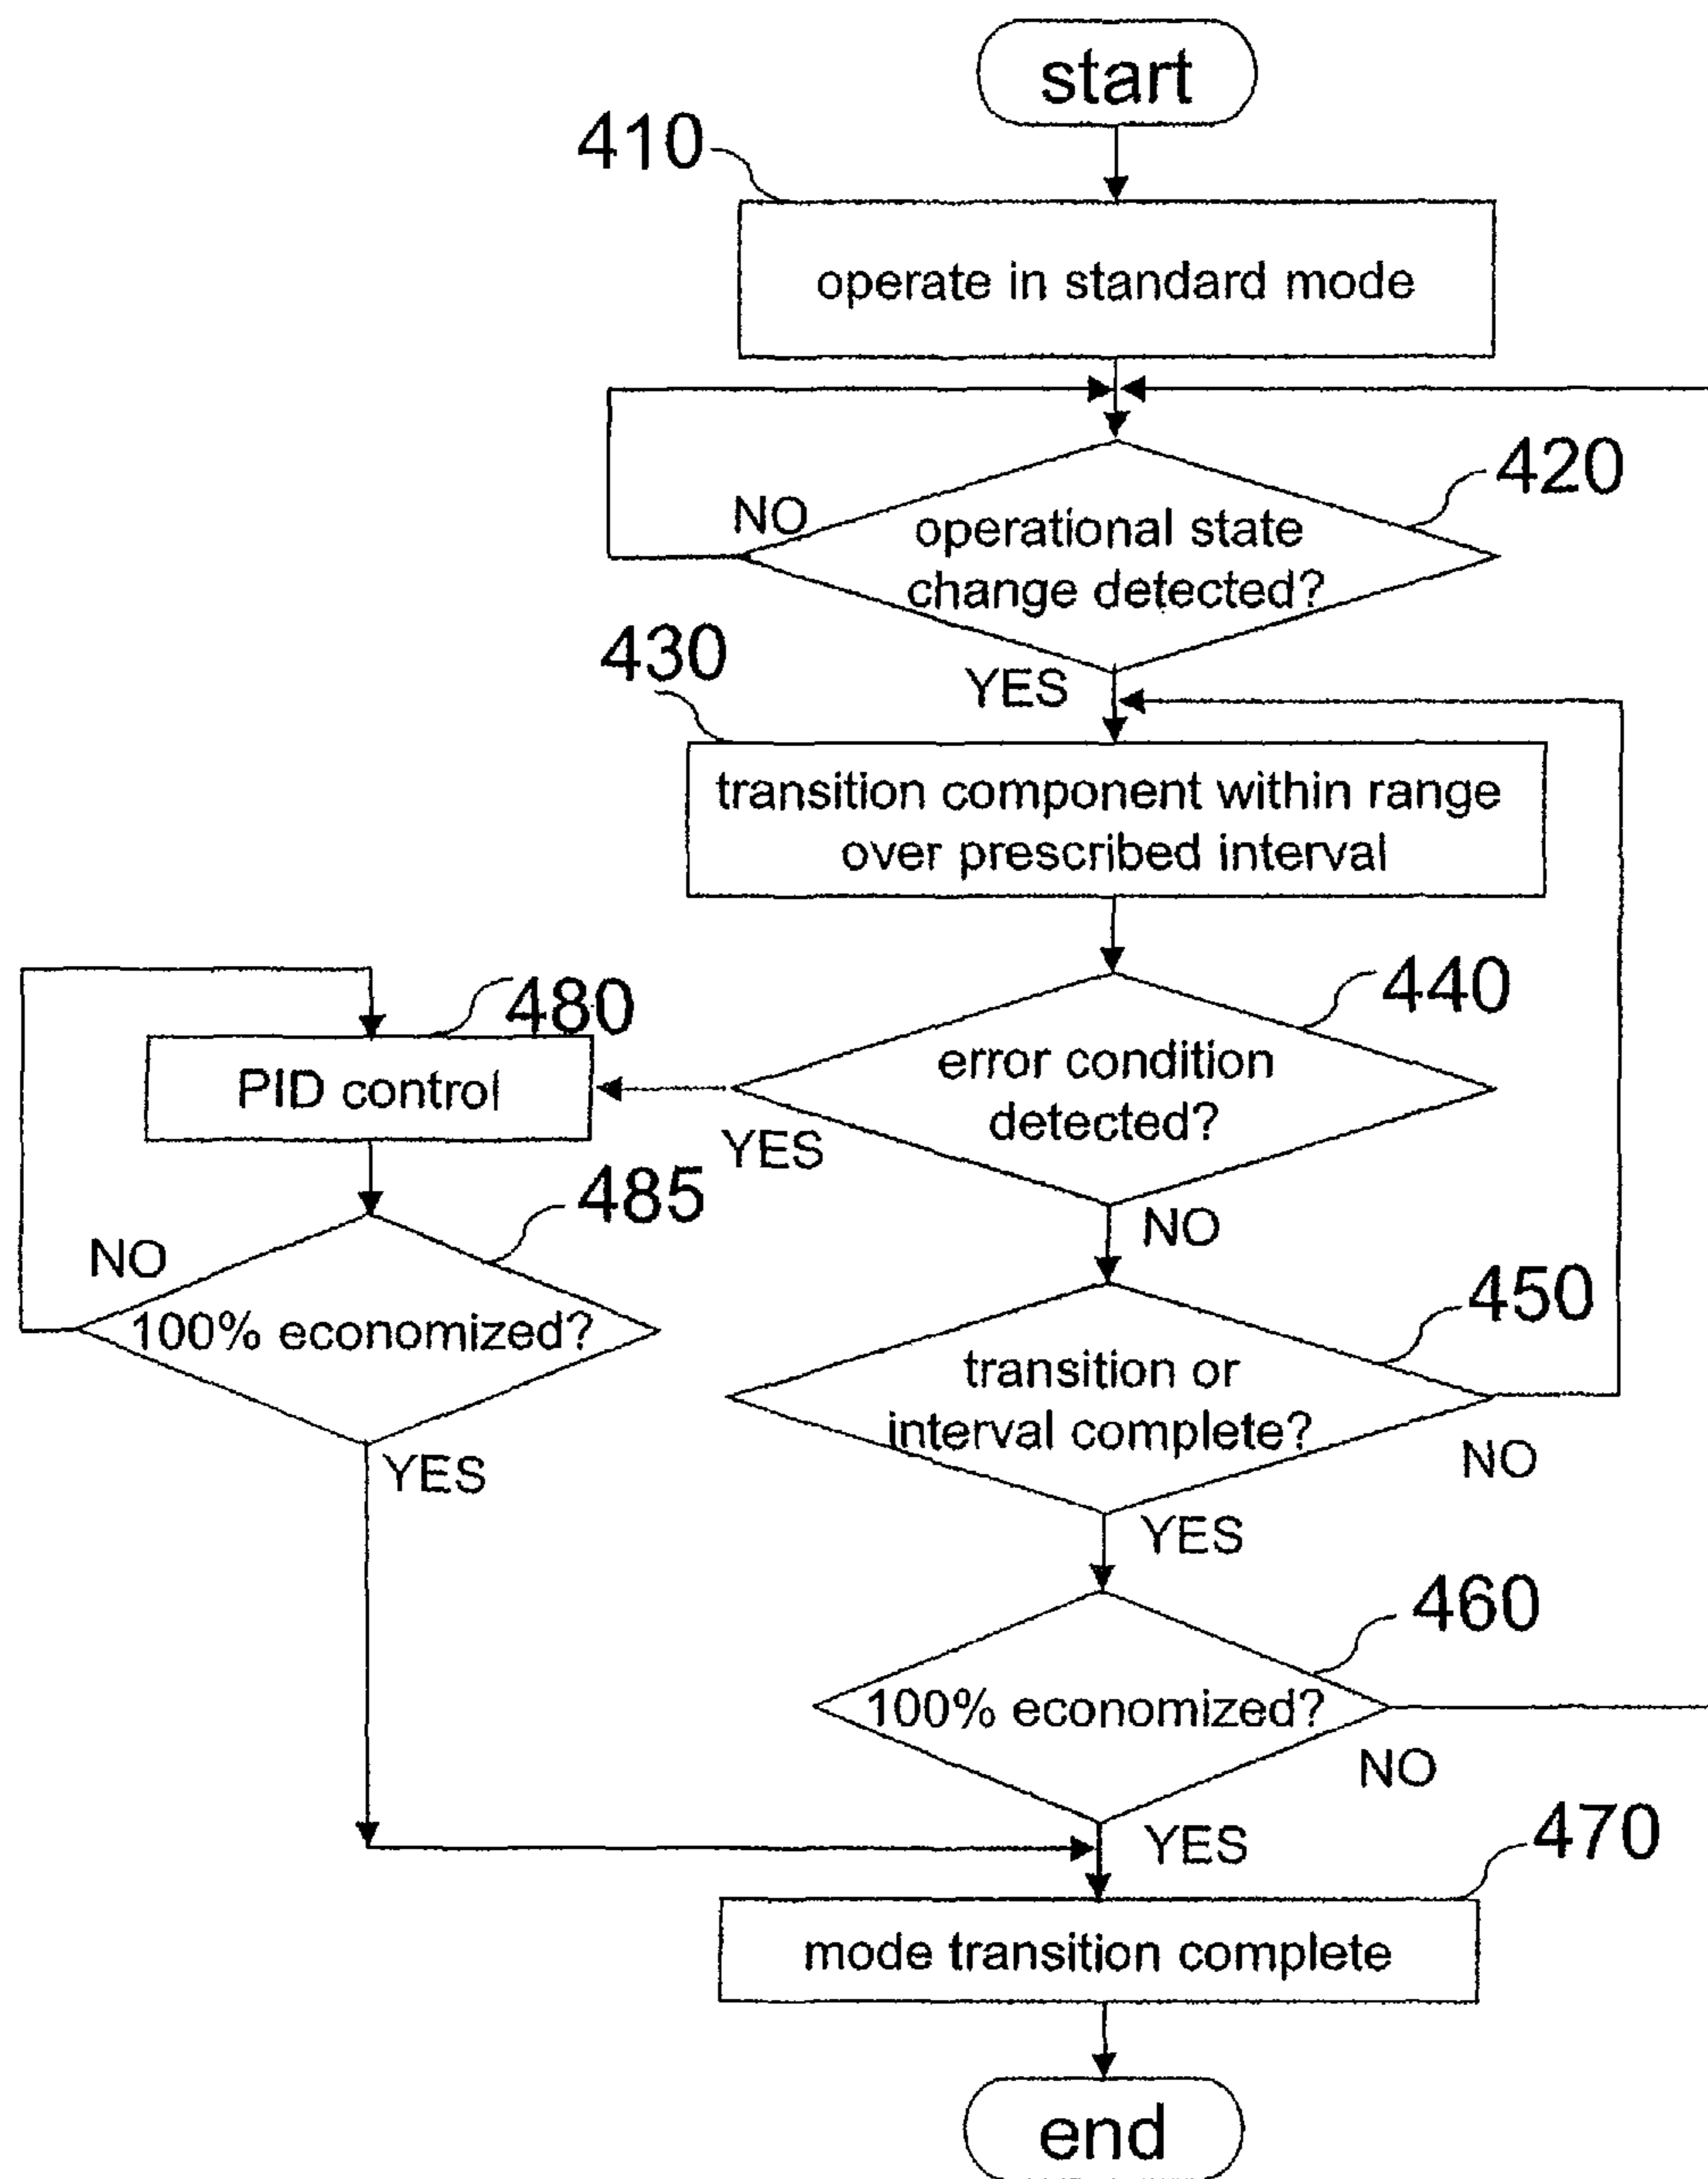 start
410
operate in standard mode
420
NO
operational state
change detected?
430
YES
transition component within range
over prescribed interval
480
440
PID control
error condition
detected?
YES
485
NO
NO
100% economized?
450
transition or
interval complete?
NO
YES
YES
460
100% economized?
NO
YES
470
mode transition complete
end